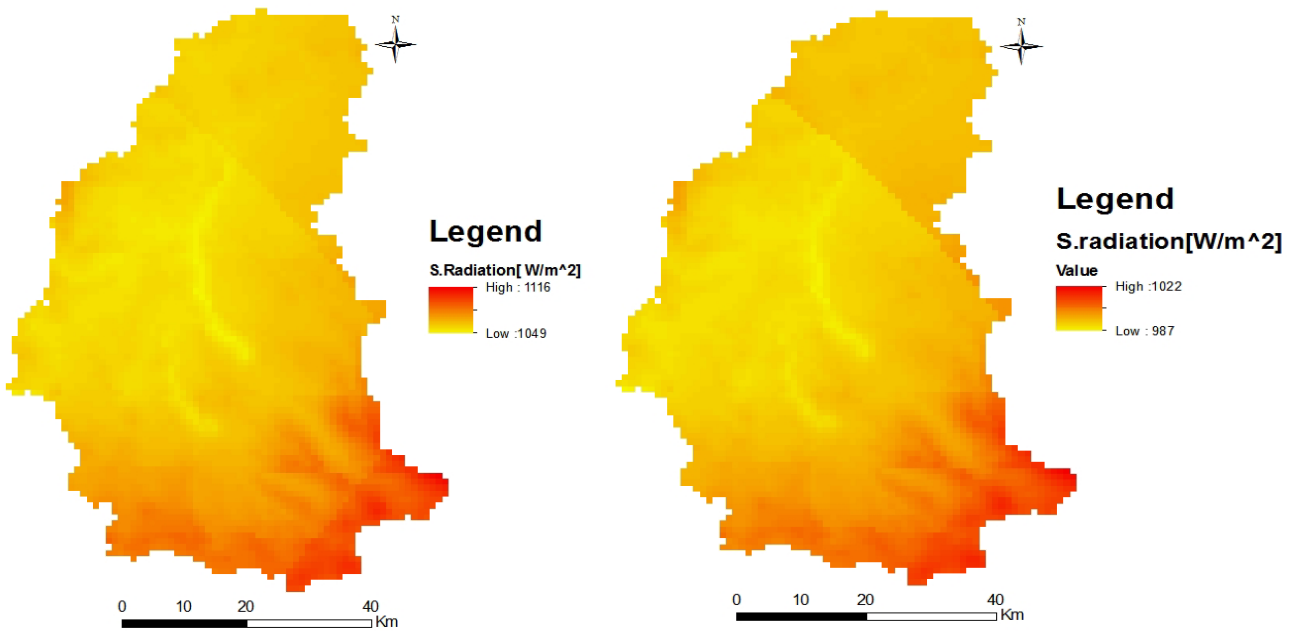 N
Legend
S.Radiation[ W/m^2]
High : 1116
Low :1049
0 10 20 40
Km
N
Legend
S.radiation[W/m^2]
Value
High :1022
Low : 987
0 10 20 40
Km